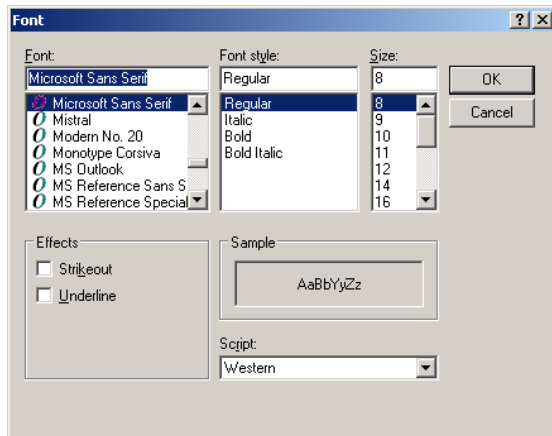 Font
Font: Font style: Size:
Microsoft Sans Serif Regular 8 OK
Microsoft Sans Serif Regular 8 Cancel
Mistral Italic 9
Modern No. 20 Bold 10
Monotype Corsiva Bold Italic 11
MS Outlook 12
MS Reference Sans S 14
MS Reference Special 16
Effects Sample
Strikeout AaBbYyZz
Underline
Script:
Western